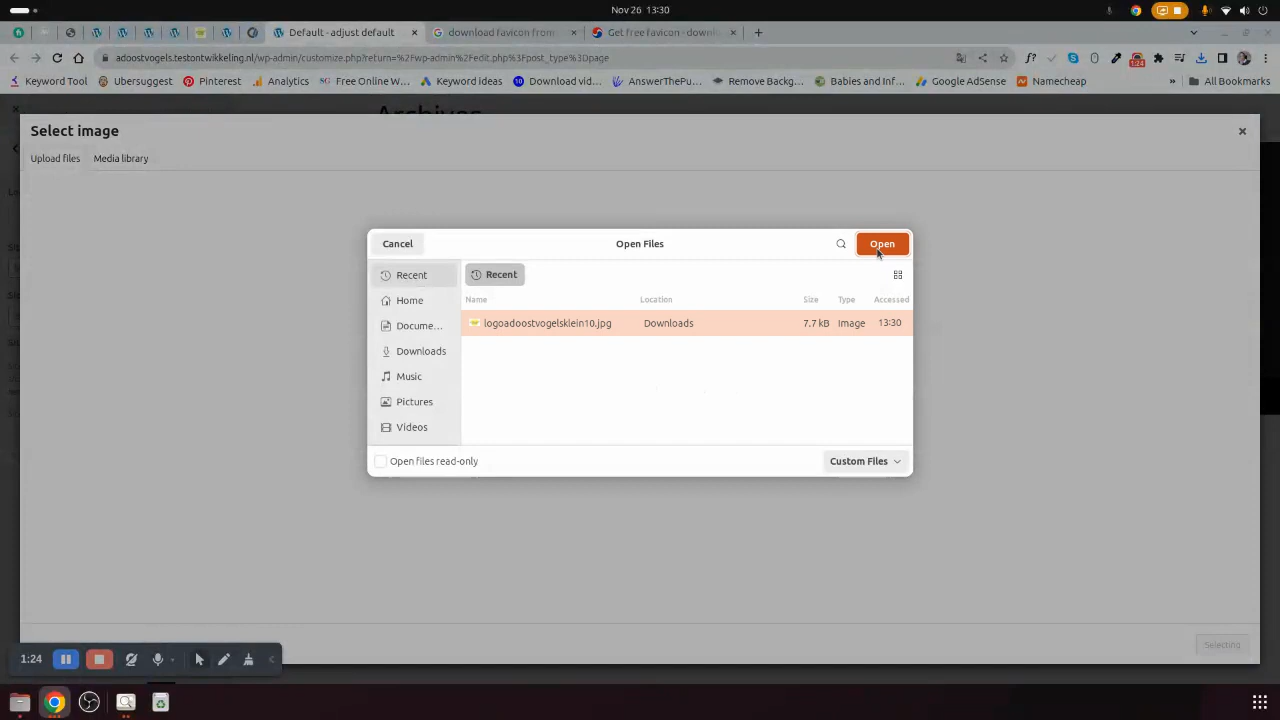 Nov 26 13:30
Default - adjust default
download favicon from
Get free favicon - downl
adoostvogels.testontwikkeling.nl/wp-admin/customize.php?return=%2Fwp-admin%2Fedit.php%3Fpost_type%3Dpage
1:24
Keyword Tool
Ubersuggest
Pinterest
Analytics
Free Online W...
Keyword ideas
Download vid...
AnswerThePu...
Remove Backg...
Babies and Inf...
Google AdSense
Namecheap
All Bookmarks
Archives
Select image
Upload files
Media library
Cancel
Open Files
Open
Recent
Home
Docume...
Downloads
Music
Pictures
Videos
Recent
Name Location Size Type Accessed
logoadoostvogelsklein10.jpg Downloads 7.7 kB Image 13:30
Open files read-only
Custom Files
Selecting
1:24